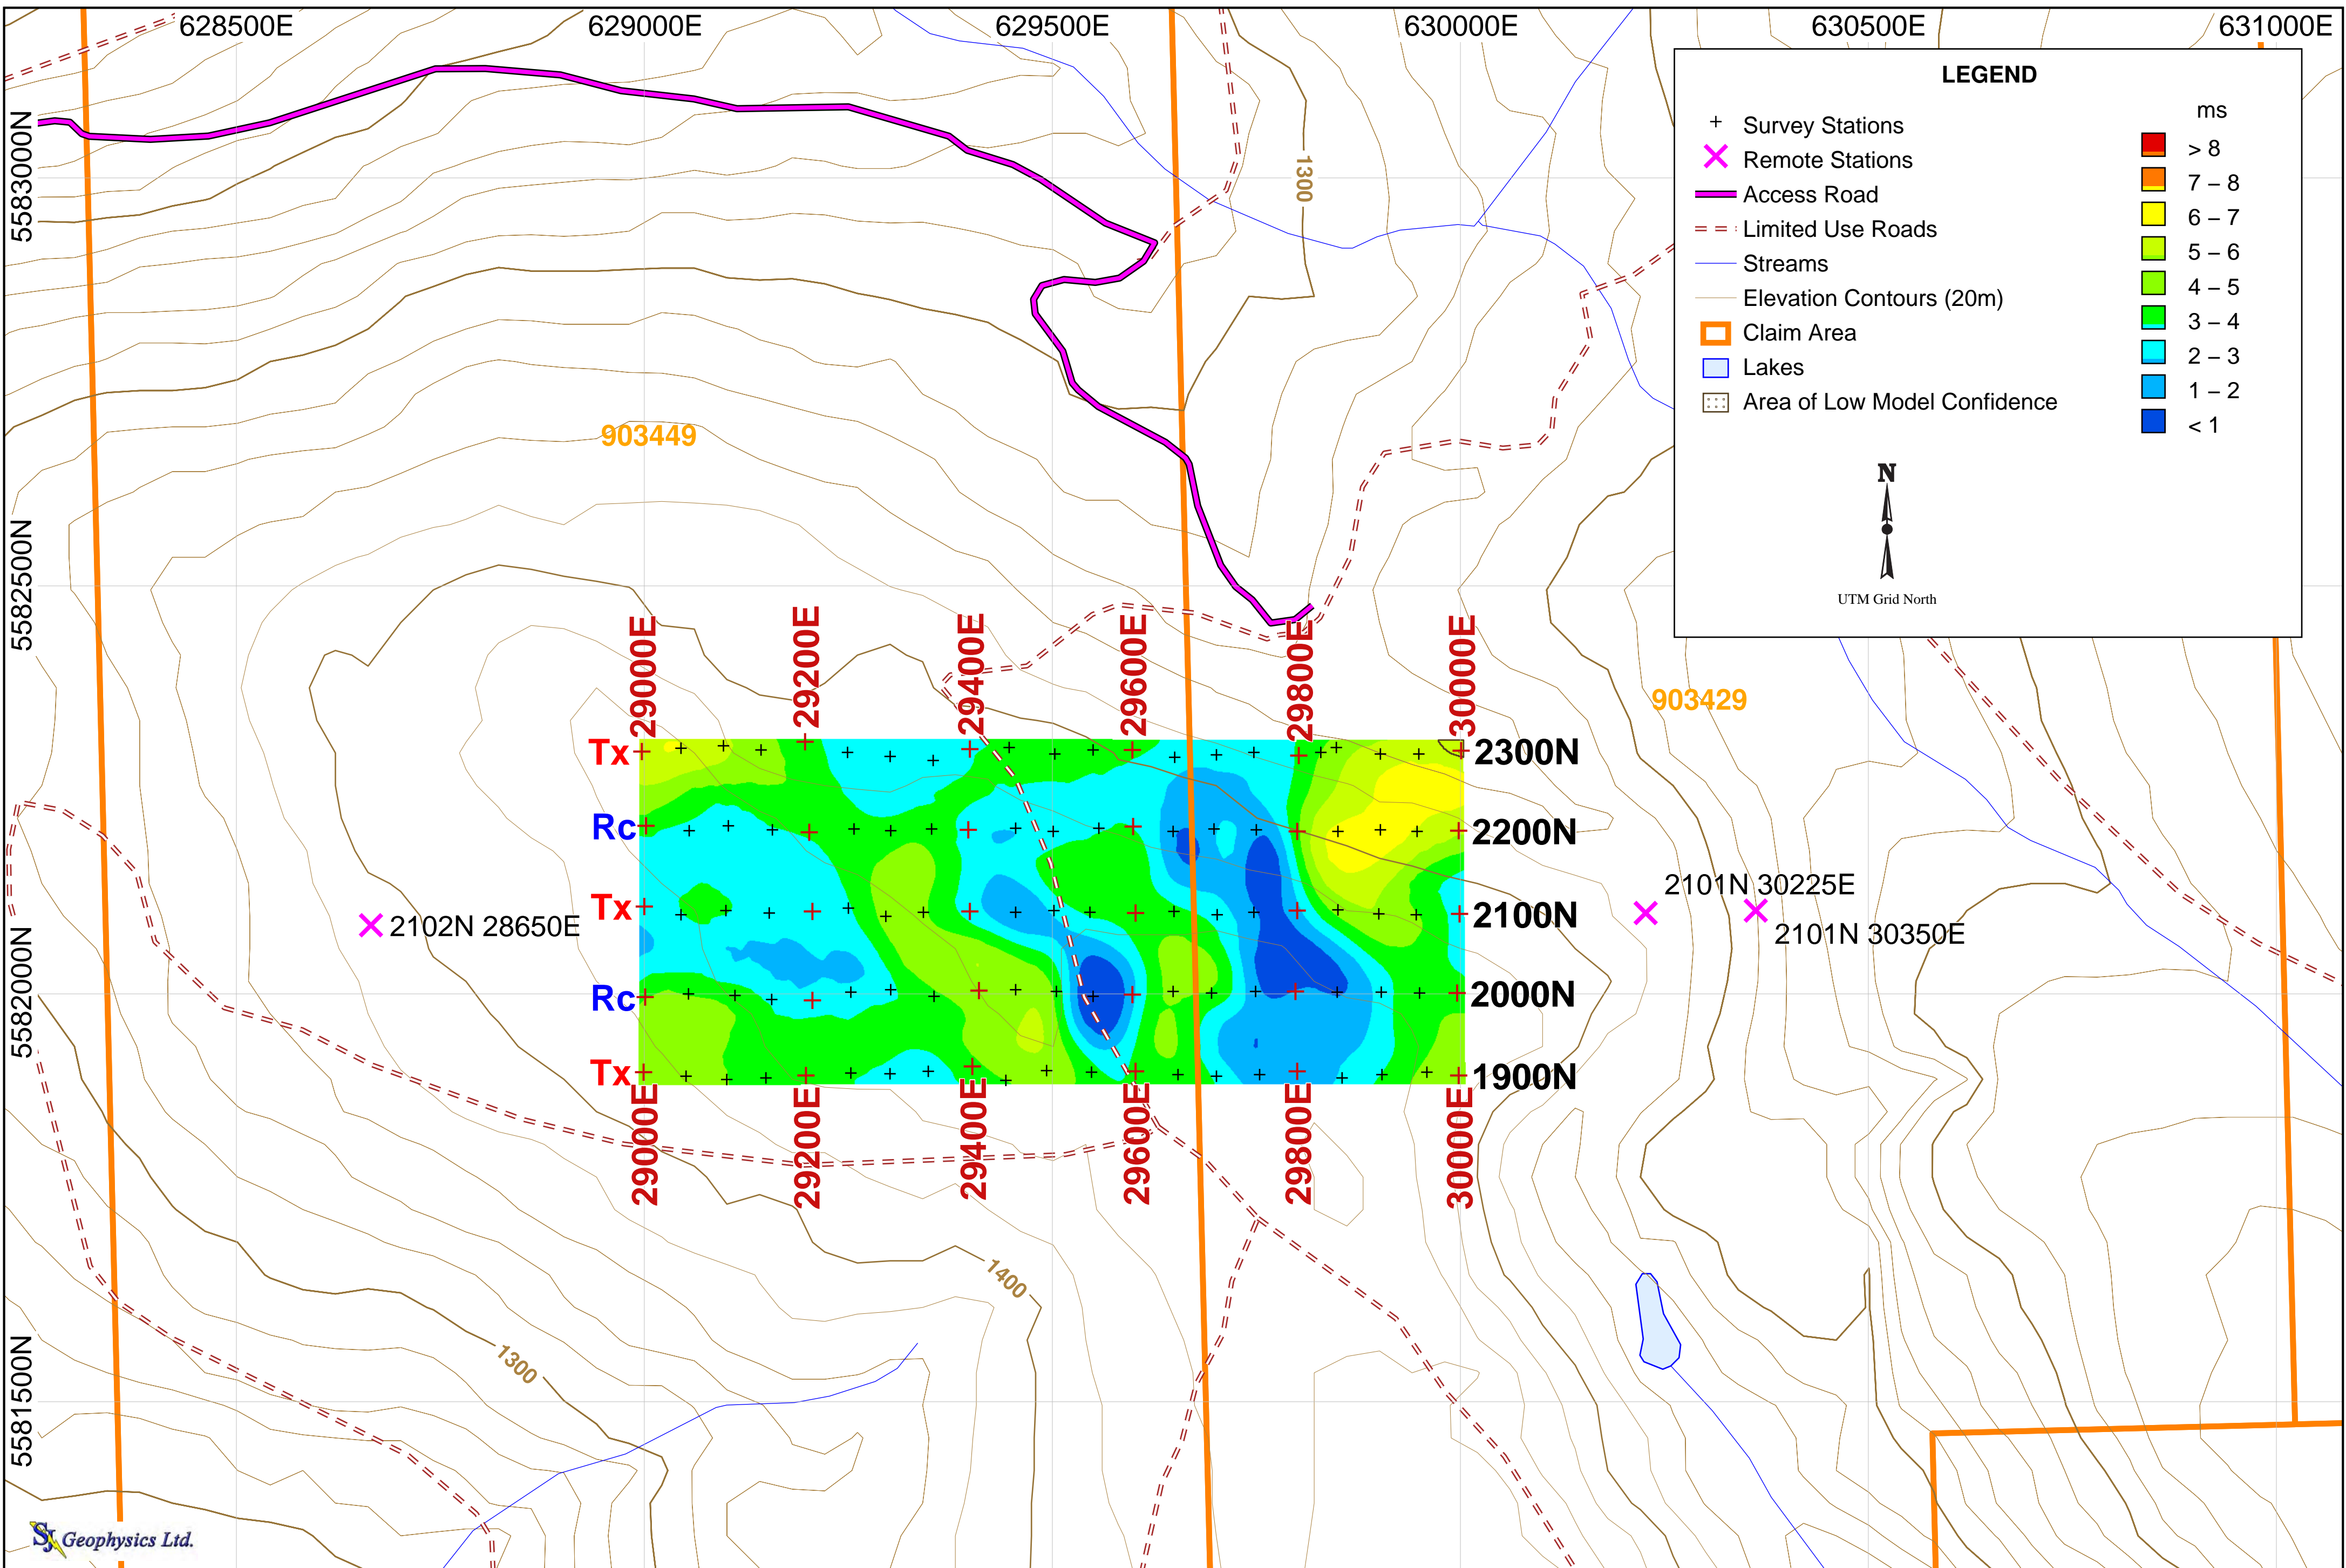 628500E 629000E 629500E 630000E 630500E 631000E
5583000N
5582500N
5582000N
5581500N
LEGEND
Survey Stations
Remote Stations
Access Road
Limited Use Roads
Streams
Elevation Contours (20m)
Claim Area
Lakes
Area of Low Model Confidence
ms
> 8
7 – 8
6 – 7
5 – 6
4 – 5
3 – 4
2 – 3
1 – 2
< 1
N
UTM Grid North
1300
903449
903429
29000E 29200E 29400E 29600E 29800E 30000E
Tx 2300N
Rc 2200N
Tx 2100N
Rc 2000N
Tx 1900N
29000E 29200E 29400E 29600E 29800E 30000E
2102N 28650E
2101N 30225E
2101N 30350E
1400
1300
SJ Geophysics Ltd.